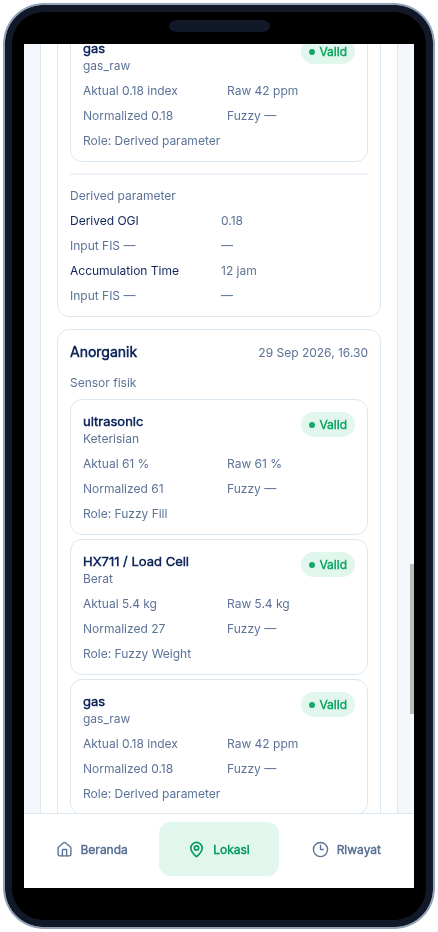 gas
Valid
gas_raw
Aktual 0.18 index
Raw 42 ppm
Normalized 0.18
Fuzzy —
Role: Derived parameter
Derived parameter
Derived OGI
0.18
Input FIS —
—
Accumulation Time
12 jam
Input FIS —
—
Anorganik
29 Sep 2026, 16.30
Sensor fisik
ultrasonic
Valid
Keterisian
Aktual 61 %
Raw 61 %
Normalized 61
Fuzzy —
Role: Fuzzy Fill
HX711 / Load Cell
Valid
Berat
Aktual 5.4 kg
Raw 5.4 kg
Normalized 27
Fuzzy —
Role: Fuzzy Weight
gas
Valid
gas_raw
Aktual 0.18 index
Raw 42 ppm
Normalized 0.18
Fuzzy —
Role: Derived parameter
Beranda
Lokasi
Riwayat